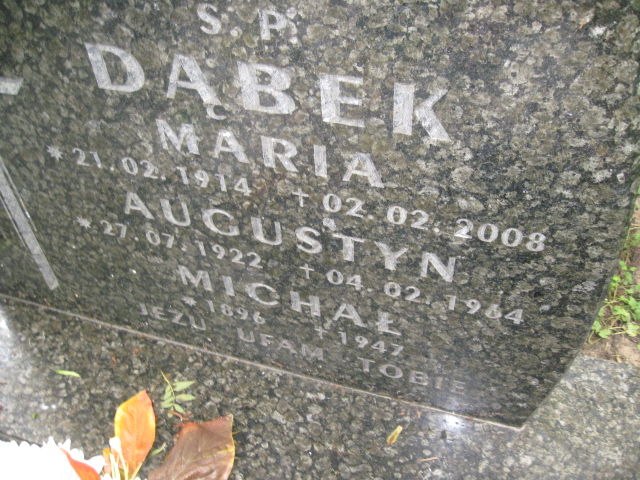 Ś. P.
DĄBEK
MARIA
* 21. 02. 1914 + 02. 02. 2008
AUGUSTYN
* 27. 07. 1922 + 04. 02. 1964
MICHAŁ
* 1896 + 1947
JEZU UFAM TOBIE